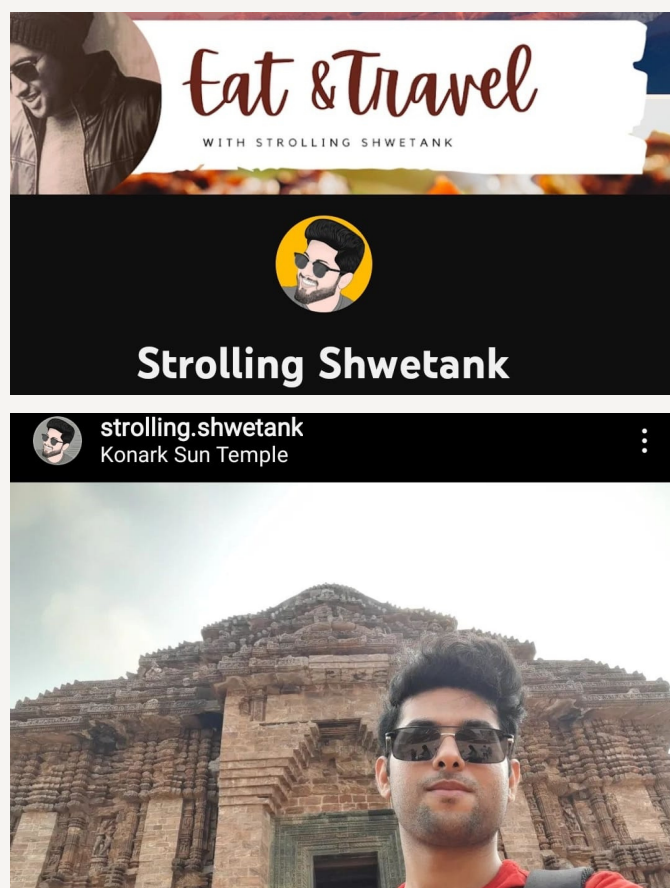 Eat & Travel
WITH STROLLING SHWETANK
Strolling Shwetank
strolling.shwetank
Konark Sun Temple